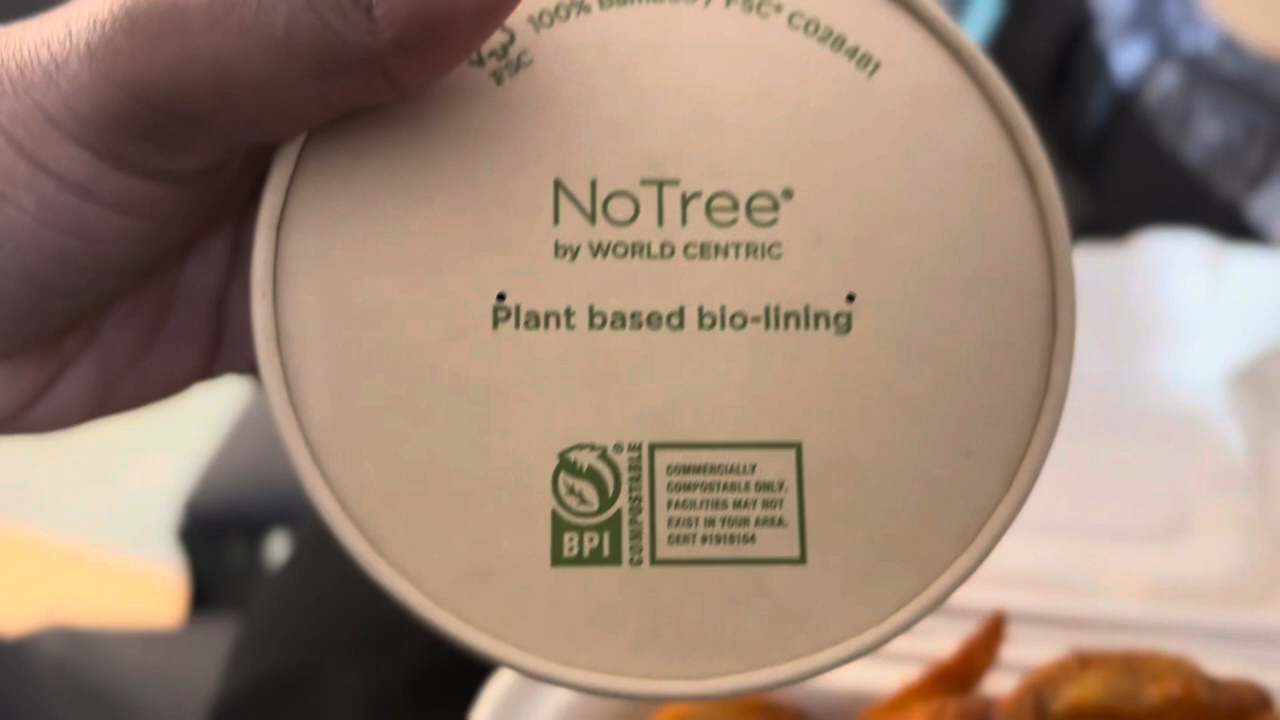 100% Bamboo / FSC® C028481
FSC
NoTree®
by WORLD CENTRIC
Plant based bio-lining
BPI
COMPOSTABLE®
COMMERCIALLY
COMPOSTABLE ONLY.
FACILITIES MAY NOT
EXIST IN YOUR AREA.
CERT #1918164